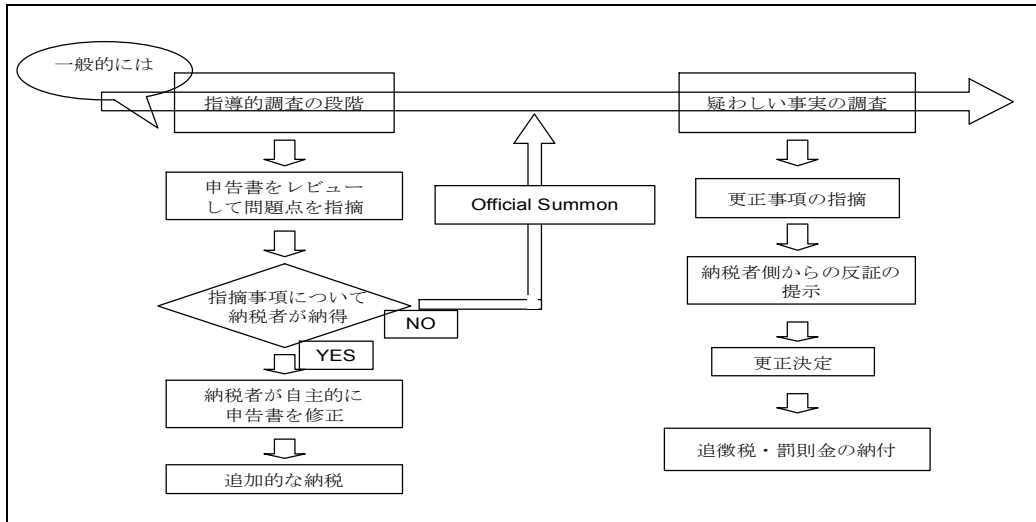 一般的には
指導的調査の段階
申告書をレビュー
して問題点を指摘
指摘事項について
納税者が納得
NO
YES
納税者が自主的に
申告書を修正
追加的な納税
Official Summon
疑わしい事実の調査
更正事項の指摘
納税者側からの反証の
提示
更正決定
追徴税・罰則金の納付